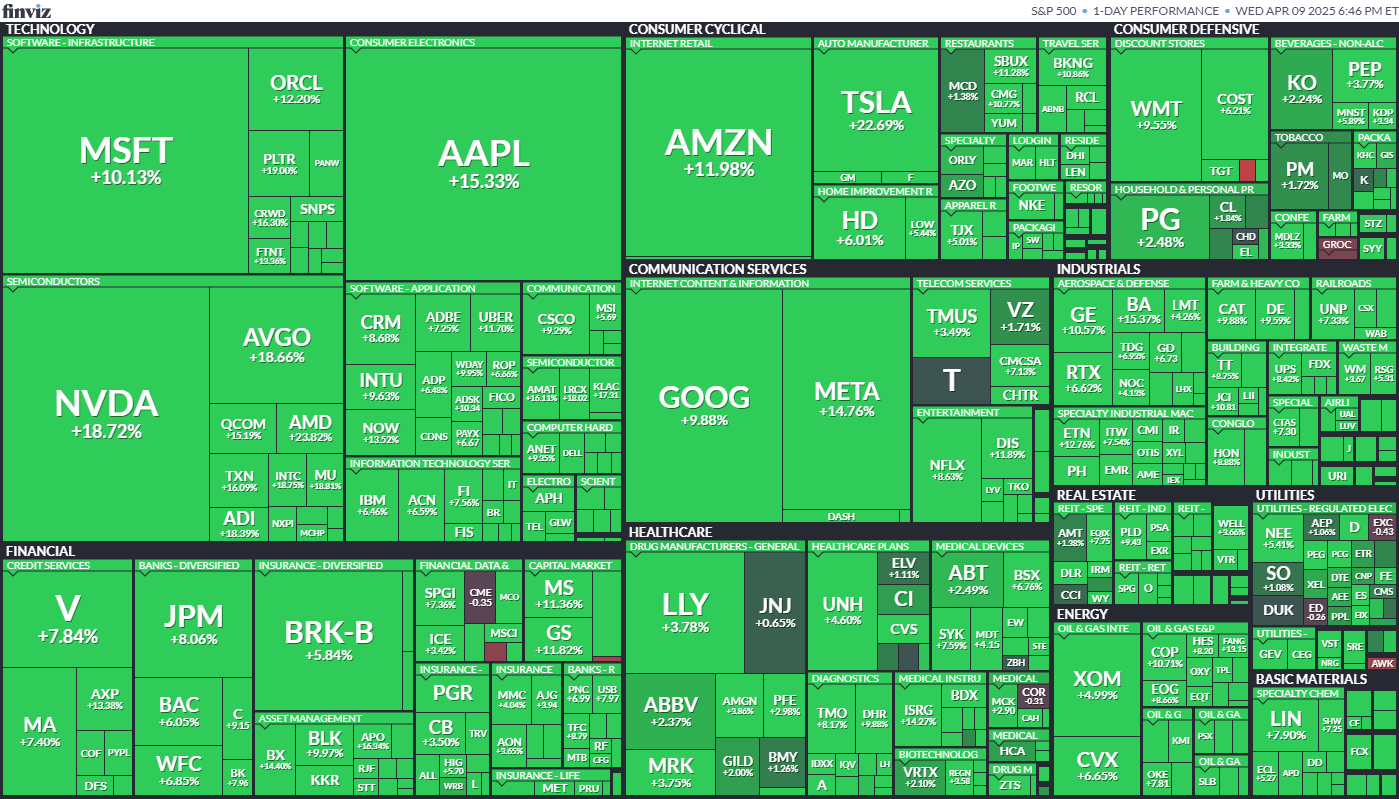 finviz
S&P 500 • 1-DAY PERFORMANCE • WED APR 09 2025 6:46 PM ET
TECHNOLOGY
SOFTWARE - INFRASTRUCTURE
MSFT
+10.13%
ORCL
+12.20%
PLTR
+19.00%
PANW
CRWD
+16.30%
SNPS
FTNT
+13.36%
CONSUMER ELECTRONICS
AAPL
+15.33%
SEMICONDUCTORS
NVDA
+18.72%
AVGO
+18.66%
QCOM
+15.19%
AMD
+23.82%
TXN
+16.09%
INTC
+18.75%
MU
+18.81%
ADI
+18.39%
NXPI
MCHP
SOFTWARE - APPLICATION
CRM
+8.68%
ADBE
+7.25%
UBER
+11.70%
INTU
+9.63%
ADP
+6.48%
WDAY
+9.95%
ROP
+6.66%
ADSK
+10.34
FICO
NOW
+13.52%
CDNS
PAYX
+6.67
INFORMATION TECHNOLOGY SER
IBM
+6.46%
ACN
+6.59%
FI
+7.56%
IT
BR
FIS
COMMUNICATION
CSCO
+9.29%
MSI
+5.69
SEMICONDUCTOR
AMAT
+16.11%
LRCX
+18.02
KLAC
+17.31
COMPUTER HARD
ANET
+9.35%
DELL
ELECTRO
APH
TEL
GLW
SCIENT
CONSUMER CYCLICAL
INTERNET RETAIL
AMZN
+11.98%
AUTO MANUFACTURER
TSLA
+22.69%
GM
F
HOME IMPROVEMENT R
HD
+6.01%
LOW
+5.44%
RESTAURANTS
MCD
+1.38%
SBUX
+11.28%
CMG
+10.77%
YUM
TRAVEL SER
BKNG
+10.86%
ABNB
RCL
SPECIALTY
ORLY
AZO
LODGIN
MAR
HLT
RESIDE
DHI
LEN
APPAREL R
TJX
+5.01%
FOOTWE
NKE
RESOR
PACKAGI
IP
SW
CONSUMER DEFENSIVE
DISCOUNT STORES
WMT
+9.55%
COST
+6.21%
TGT
BEVERAGES - NON-ALC
KO
+2.24%
PEP
+3.77%
MNST
+5.89%
KDP
+3.34
TOBACCO
PM
+1.72%
MO
PACKA
KHC
GIS
K
HOUSEHOLD & PERSONAL PR
PG
+2.48%
CL
+1.84%
CHD
EL
CONFE
MDLZ
+3.33%
FARM
GROC
STZ
SYY
COMMUNICATION SERVICES
INTERNET CONTENT & INFORMATION
GOOG
+9.88%
META
+14.76%
DASH
TELECOM SERVICES
TMUS
+3.49%
VZ
+1.71%
T
CMCSA
+7.13%
CHTR
ENTERTAINMENT
NFLX
+8.63%
DIS
+11.89%
LYV
TKO
INDUSTRIALS
AEROSPACE & DEFENSE
GE
+10.57%
BA
+15.37%
LMT
+4.26%
RTX
+6.62%
TDG
+6.93%
GD
+6.73
NOC
+4.13%
LHX
FARM & HEAVY CO
CAT
+9.88%
DE
+9.59%
RAILROADS
UNP
+7.33%
CSX
WAB
BUILDING
TT
+8.75%
JCI
+10.81
LII
INTEGRATE
UPS
+8.42%
FDX
WASTE M
WM
+3.67
RSG
+5.31
SPECIALTY INDUSTRIAL MAC
ETN
+12.76%
ITW
+7.54%
CMI
IR
OTIS
XYL
PH
EMR
AME
IEX
CONGLO
HON
+8.88%
SPECIAL
CTAS
+7.30
AIRLI
UAL
LUV
INDUST
J
URI
HEALTHCARE
DRUG MANUFACTURERS - GENERAL
LLY
+3.78%
JNJ
+0.65%
ABBV
+2.37%
AMGN
+3.86%
PFE
+2.98%
MRK
+3.75%
GILD
+2.00%
BMY
+1.26%
HEALTHCARE PLANS
UNH
+4.60%
ELV
+1.11%
CI
CVS
MEDICAL DEVICES
ABT
+2.49%
BSX
+6.76%
SYK
+7.59%
MDT
+4.15
EW
STE
ZBH
DIAGNOSTICS
TMO
+8.17%
DHR
+9.88%
IDXX
IQV
LH
A
MEDICAL INSTRU
ISRG
+14.27%
BDX
MEDICAL
MCK
+2.90
COR
-0.31
CAH
MEDICAL
HCA
BIOTECHNOLOG
VRTX
+2.10%
REGN
+3.58
DRUG M
ZTS
REAL ESTATE
REIT - SPE
AMT
+1.38%
EQIX
+7.75
DLR
IRM
CCI
WY
REIT - IND
PLD
+9.43
PSA
EXR
REIT -
WELL
+3.66%
VTR
REIT - RET
SPG
O
UTILITIES
UTILITIES - REGULATED ELEC
NEE
+5.41%
AEP
+1.06%
D
EXC
-0.43
SO
+1.08%
PEG
PCG
ETR
XEL
DTE
CNP
FE
DUK
ED
-0.26
AEE
ES
CMS
PPL
EIX
UTILITIES -
GEV
CEG
VST
NRG
SRE
AWK
ENERGY
OIL & GAS INTE
XOM
+4.99%
CVX
+6.65%
OIL & GAS E&P
COP
+10.71%
HES
+8.20
FANG
+13.15
OXY
TPL
EOG
+8.66%
EQT
OIL & G
KMI
OKE
+7.81
OIL & GA
PSX
OIL & GA
SLB
BASIC MATERIALS
SPECIALTY CHEM
LIN
+7.90%
SHW
+7.25
CF
ECL
+5.27
APD
DD
FCX
FINANCIAL
CREDIT SERVICES
V
+7.84%
MA
+7.40%
AXP
+13.38%
COF
PYPL
DFS
BANKS - DIVERSIFIED
JPM
+8.06%
BAC
+6.05%
C
+9.15
WFC
+6.85%
BK
+7.96
INSURANCE - DIVERSIFIED
BRK-B
+5.84%
ASSET MANAGEMENT
BX
+14.40%
BLK
+9.97%
APO
+16.34%
KKR
RJF
STT
FINANCIAL DATA &
SPGI
+7.36%
CME
-0.35
MCO
ICE
+3.42%
MSCI
CAPITAL MARKET
MS
+11.36%
GS
+11.82%
INSURANCE -
PGR
CB
+3.50%
TRV
ALL
HIG
+5.70
WRB
L
INSURANCE
MMC
+4.04%
AJG
+3.94
AON
+3.65%
BANKS - R
PNC
+6.99
USB
+7.97
TFC
+8.79
RF
MTB
CFG
INSURANCE - LIFE
MET
PRU